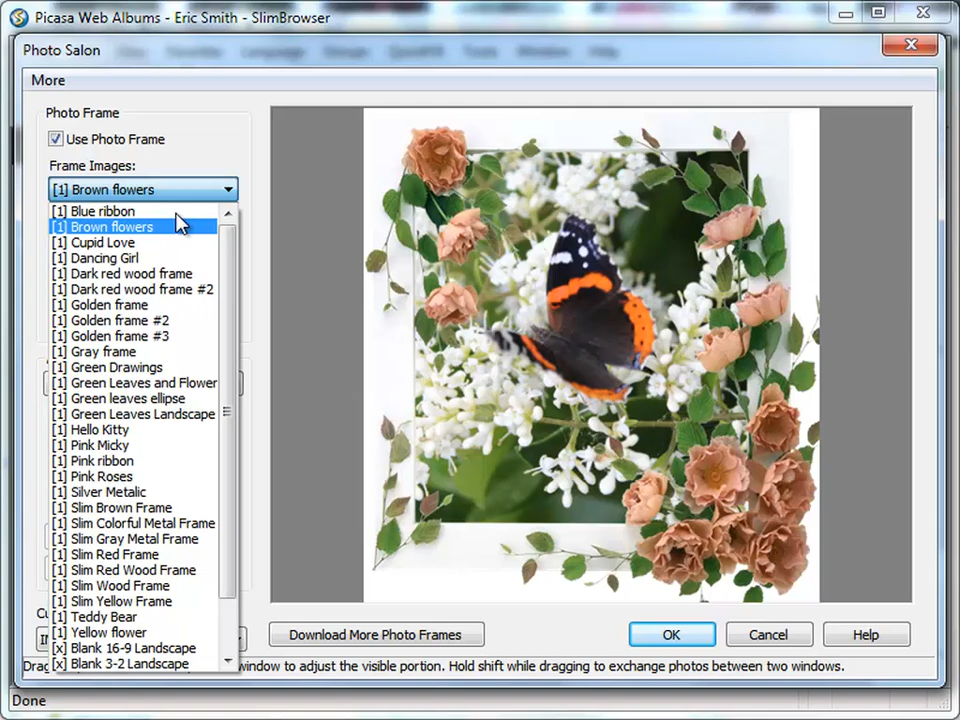 Picasa Web Albums - Eric Smith - SlimBrowser
Photo Salon
More
Photo Frame
Use Photo Frame
Frame Images:
[1] Brown flowers
[1] Blue ribbon
[1] Brown flowers
[1] Cupid Love
[1] Dancing Girl
[1] Dark red wood frame
[1] Dark red wood frame #2
[1] Golden frame
[1] Golden frame #2
[1] Golden frame #3
[1] Gray frame
[1] Green Drawings
[1] Green Leaves and Flower
[1] Green leaves ellipse
[1] Green Leaves Landscape
[1] Hello Kitty
[1] Pink Micky
[1] Pink ribbon
[1] Pink Roses
[1] Silver Metalic
[1] Slim Brown Frame
[1] Slim Colorful Metal Frame
[1] Slim Gray Metal Frame
[1] Slim Red Frame
[1] Slim Red Wood Frame
[1] Slim Wood Frame
[1] Slim Yellow Frame
[1] Teddy Bear
[1] Yellow flower
[x] Blank 16-9 Landscape
[x] Blank 3-2 Landscape
Download More Photo Frames
OK
Cancel
Help
window to adjust the visible portion. Hold shift while dragging to exchange photos between two windows.
Done